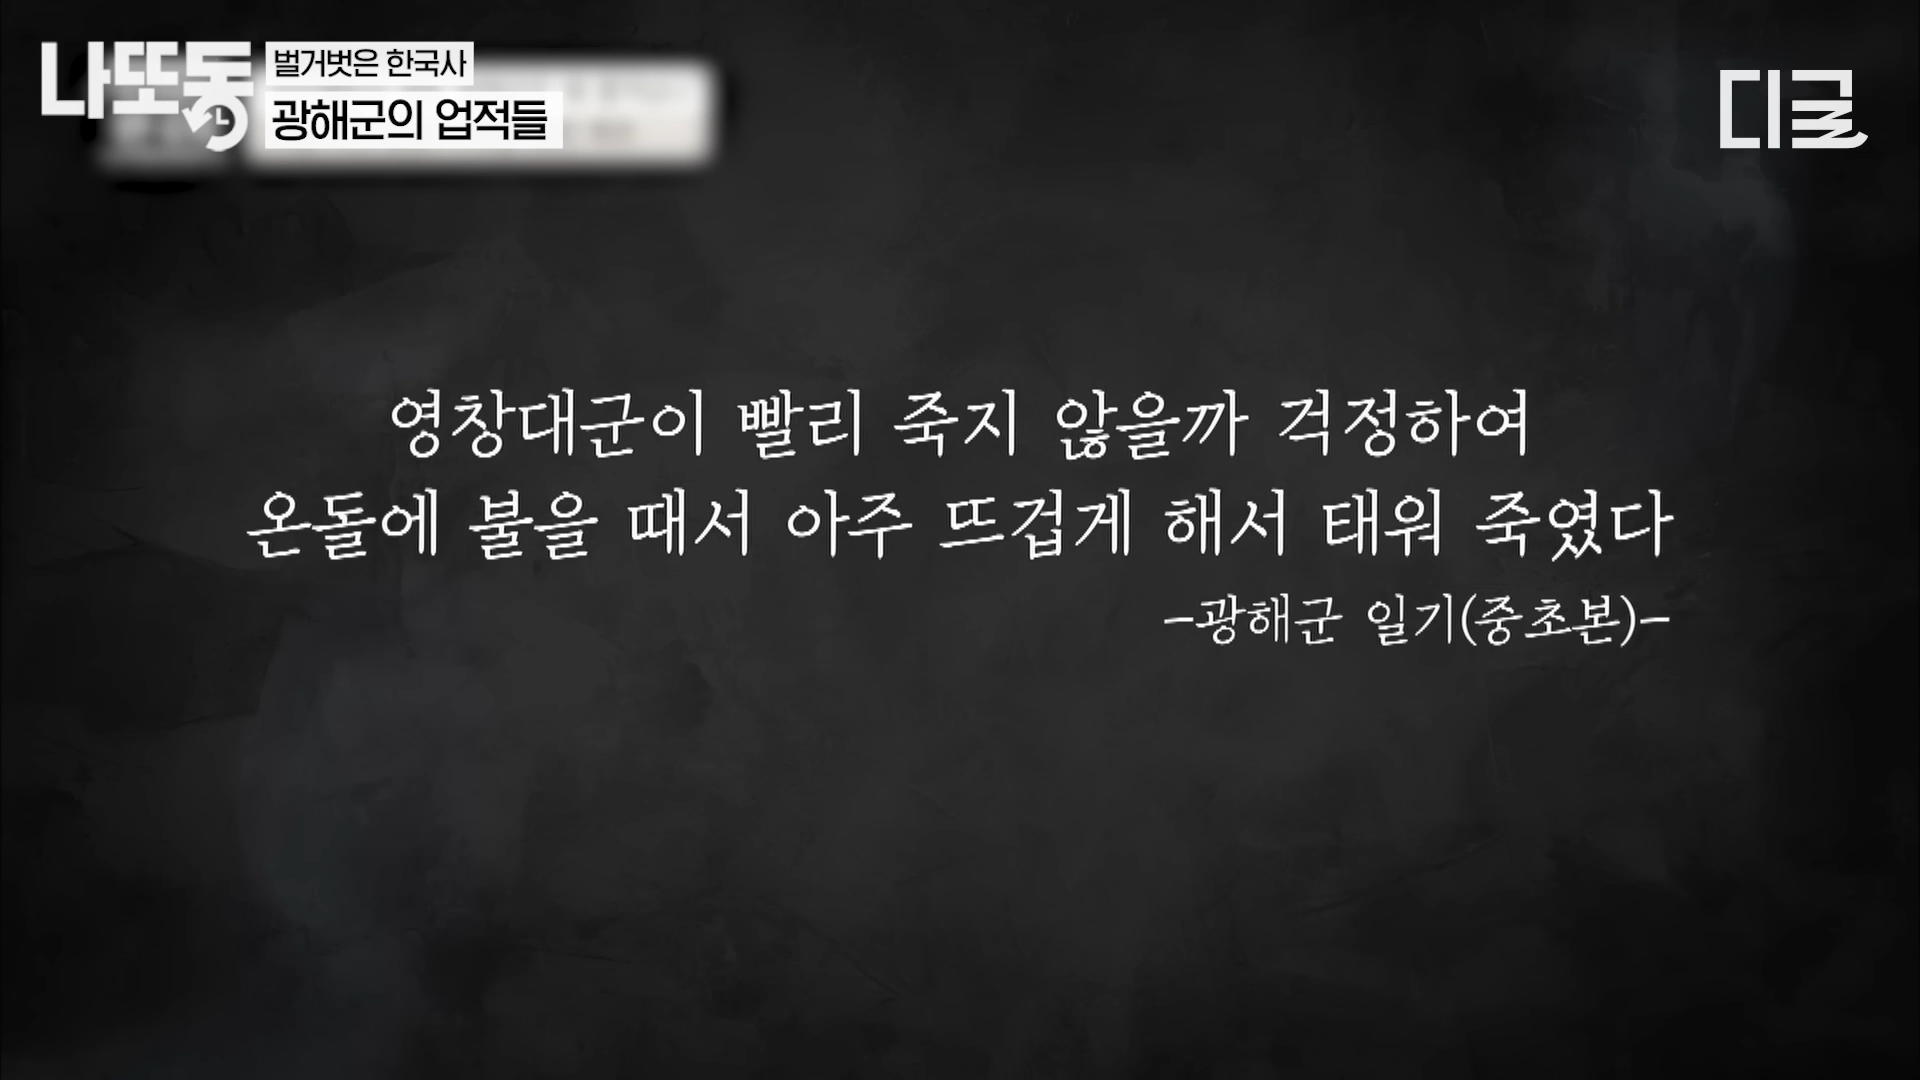 나또동
벌거벗은 한국사
광해군의 업적들
디글
영창대군이 빨리 죽지 않을까 걱정하여
온돌에 불을 때서 아주 뜨겁게 해서 태워 죽였다
-광해군 일기(중초본)-